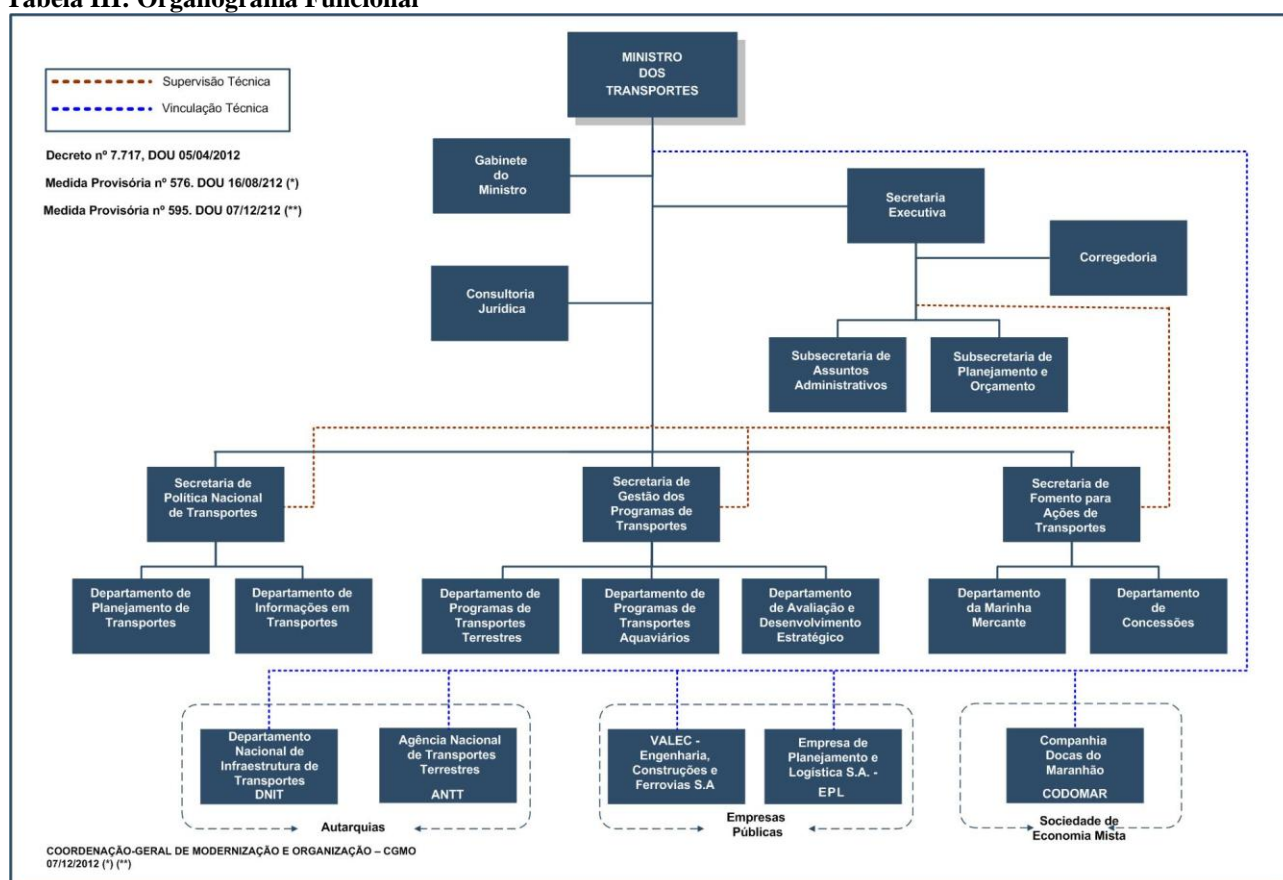 Tabela III: Organograma Funcional
MINISTRO
DOS
TRANSPORTES
Supervisão Técnica
Vinculação Técnica
Decreto nº 7.717, DOU 05/04/2012
Medida Provisória nº 576. DOU 16/08/212 (*)
Medida Provisória nº 595. DOU 07/12/212 (**)
Gabinete
do
Ministro
Secretaria
Executiva
Corregedoria
Consultoria
Jurídica
Subsecretaria de
Assuntos
Administrativos
Subsecretaria de
Planejamento e
Orçamento
Secretaria de
Política Nacional
de Transportes
Secretaria de
Gestão dos
Programas de
Transportes
Secretaria de
Fomento para
Ações de
Transportes
Departamento de
Planejamento de
Transportes
Departamento de
Informações em
Transportes
Departamento de
Programas de
Transportes
Terrestres
Departamento de
Programas de
Transportes
Aquaviários
Departamento
de Avaliação e
Desenvolvimento
Estratégico
Departamento
da Marinha
Mercante
Departamento
de
Concessões
Departamento
Nacional de
Infraestrutura de
Transportes
DNIT
Agência Nacional
de Transportes
Terrestres
ANTT
VALEC -
Engenharia,
Construções e
Ferrovias S.A
Empresa de
Planejamento e
Logística S.A. -
EPL
Companhia
Docas do
Maranhão
CODOMAR
Autarquias
Empresas
Públicas
Sociedade de
Economia Mista
COORDENAÇÃO-GERAL DE MODERNIZAÇÃO E ORGANIZAÇÃO – CGMO
07/12/2012 (*) (**)